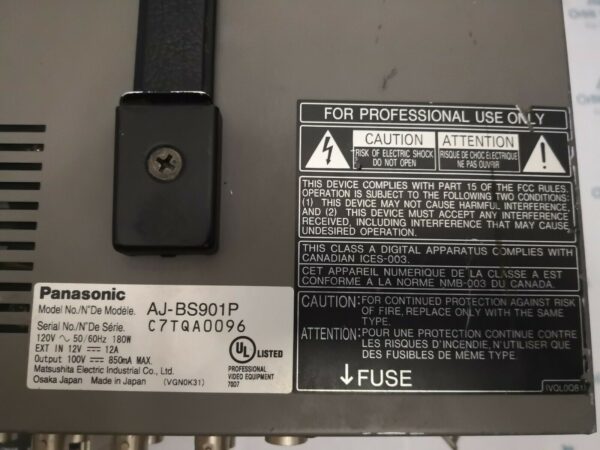 FOR PROFESSIONAL USE ONLY
CAUTION
RISK OF ELECTRIC SHOCK
DO NOT OPEN
ATTENTION
RISQUE DE CHOC ELECTRIQUE
NE PAS OUVRIR
THIS DEVICE COMPLIES WITH PART 15 OF THE FCC RULES.
OPERATION IS SUBJECT TO THE FOLLOWING TWO CONDITIONS:
(1) THIS DEVICE MAY NOT CAUSE HARMFUL INTERFERENCE,
AND (2) THIS DEVICE MUST ACCEPT ANY INTERFERENCE
RECEIVED, INCLUDING INTERFERENCE THAT MAY CAUSE
UNDESIRED OPERATION.
THIS CLASS A DIGITAL APPARATUS COMPLIES WITH
CANADIAN ICES-003.
CET APPAREIL NUMERIQUE DE LA CLASSE A EST
CONFORME A LA NORME NMB-003 DU CANADA.
CAUTION: FOR CONTINUED PROTECTION AGAINST RISK
OF FIRE, REPLACE ONLY WITH THE SAME
TYPE.
ATTENTION: POUR UNE PROTECTION CONTINUE CONTRE
LES RISQUES D'INCENDIE, N'UTILISER QUE
DES FUSIBLES DE MÊME TYPE
↓FUSE
Panasonic
Model No./N°De Modéle. AJ-BS901P
Serial No./N°De Série. C7TQA0096
120V ~ 50/60Hz 180W
EXT IN 12V ⎓ 12A
Output 100V ⎓ 850mA MAX.
Matsushita Electric Industrial Co., Ltd.
Osaka Japan Made in Japan (VGN0K31)
UL LISTED
PROFESSIONAL
VIDEO EQUIPMENT
7007